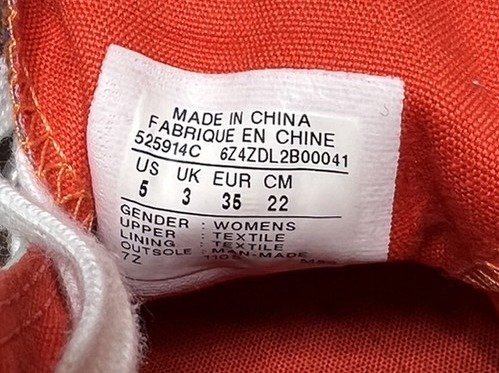 MADE IN CHINA
FABRIQUE EN CHINE
525914C 6Z4ZDL2B00041
US UK EUR CM
5 3 35 22
GENDER : WOMENS
UPPER : TEXTILE
LINING : TEXTILE
OUTSOLE : MAN-MADE
7Z